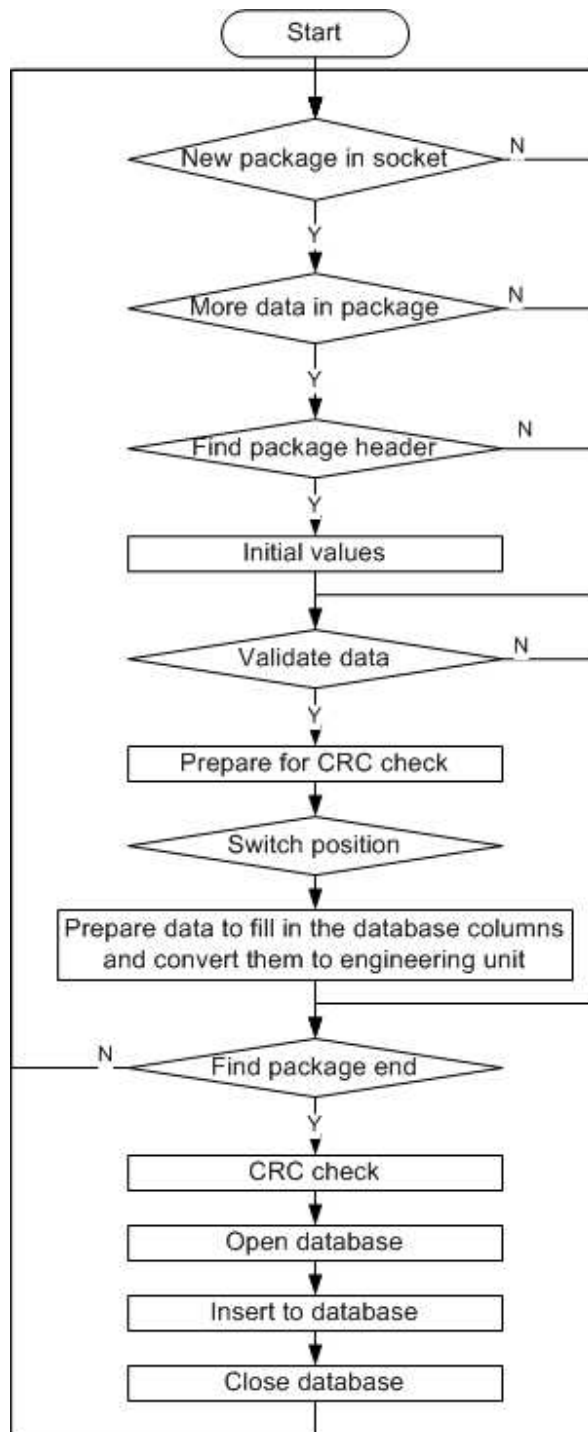 Start
New package in socket
N
Y
More data in package
N
Y
Find package header
N
Y
Initial values
Validate data
N
Y
Prepare for CRC check
Switch position
Prepare data to fill in the database columns
and convert them to engineering unit
N
Find package end
Y
CRC check
Open database
Insert to database
Close database